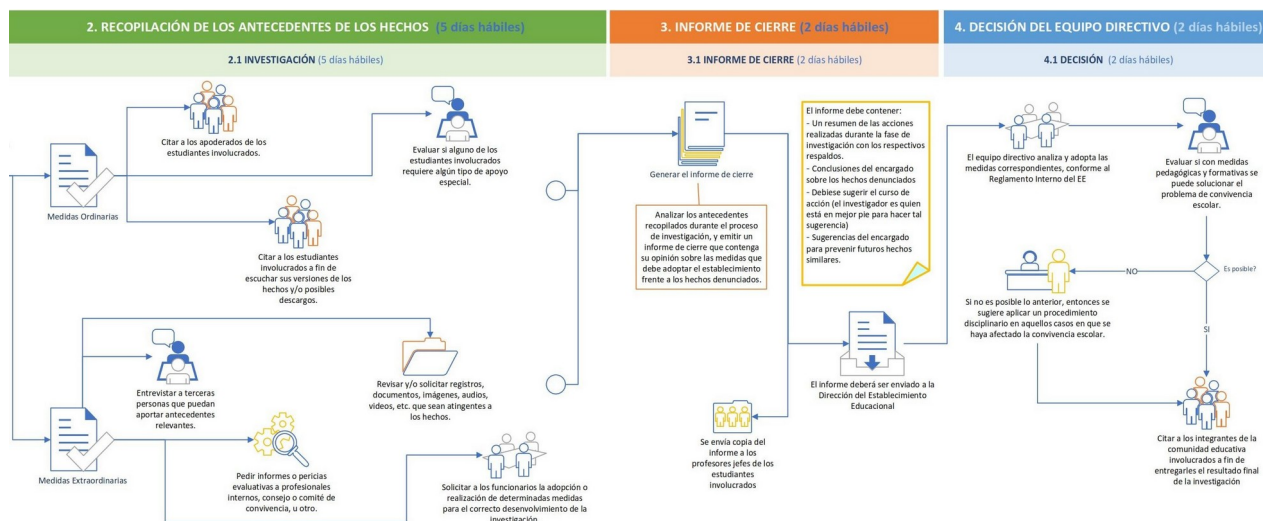 2. RECOPILACIÓN DE LOS ANTECEDENTES DE LOS HECHOS (5 días hábiles)
2.1 INVESTIGACIÓN (5 días hábiles)
Citar a los apoderados de los
estudiantes involucrados.
Evaluar si alguno de los
estudiantes involucrados
requiere algún tipo de apoyo
especial.
Medidas Ordinarias
Citar a los estudiantes
involucrados a fin de
escuchar sus versiones de los
hechos y/o posibles
descargos.
Entrevistar a terceras
personas que puedan
aportar antecedentes
relevantes.
Revisar y/o solicitar registros,
documentos, imágenes, audios,
videos, etc. que sean atingentes a
los hechos.
Medidas Extraordinarias
Pedir informes o pericias
evaluativas a profesionales
internos, consejo o comité de
convivencia, u otro.
Solicitar a los funcionarios la adopción o
realización de determinadas medidas
para el correcto desenvolvimiento de la
investigación
3. INFORME DE CIERRE (2 días hábiles)
3.1 INFORME DE CIERRE (2 días hábiles)
Generar el informe de cierre
Analizar los antecedentes
recopilados durante el proceso
de investigación, y emitir un
informe de cierre que contenga
su opinión sobre las medidas que
debe adoptar el establecimiento
frente a los hechos denunciados.
El informe debe contener:
- Un resumen de las acciones
realizadas durante la fase de
investigación con los respectivos
respaldos.
- Conclusiones del encargado
sobre los hechos denunciados
- Debiese sugerir el curso de
acción (el investigador es quien
está en mejor pie para hacer tal
sugerencia)
- Sugerencias del encargado
para prevenir futuros hechos
similares.
El informe deberá ser enviado a la
Dirección del Establecimiento
Educacional
Se envía copia del
informe a los
profesores jefes de los
estudiantes
involucrados
4. DECISIÓN DEL EQUIPO DIRECTIVO (2 días hábiles)
4.1 DECISIÓN (2 días hábiles)
El equipo directivo analiza y adopta las
medidas correspondientes, conforme al
Reglamento Interno del EE
Evaluar si con medidas
pedagógicas y formativas se
puede solucionar el
problema de convivencia
escolar.
Es posible?
NO
SI
Si no es posible lo anterior, entonces se
sugiere aplicar un procedimiento
disciplinario en aquellos casos en que se
haya afectado la convivencia escolar.
Citar a los integrantes de la
comunidad educativa
involucrados a fin de
entregarles el resultado final
de la investigación